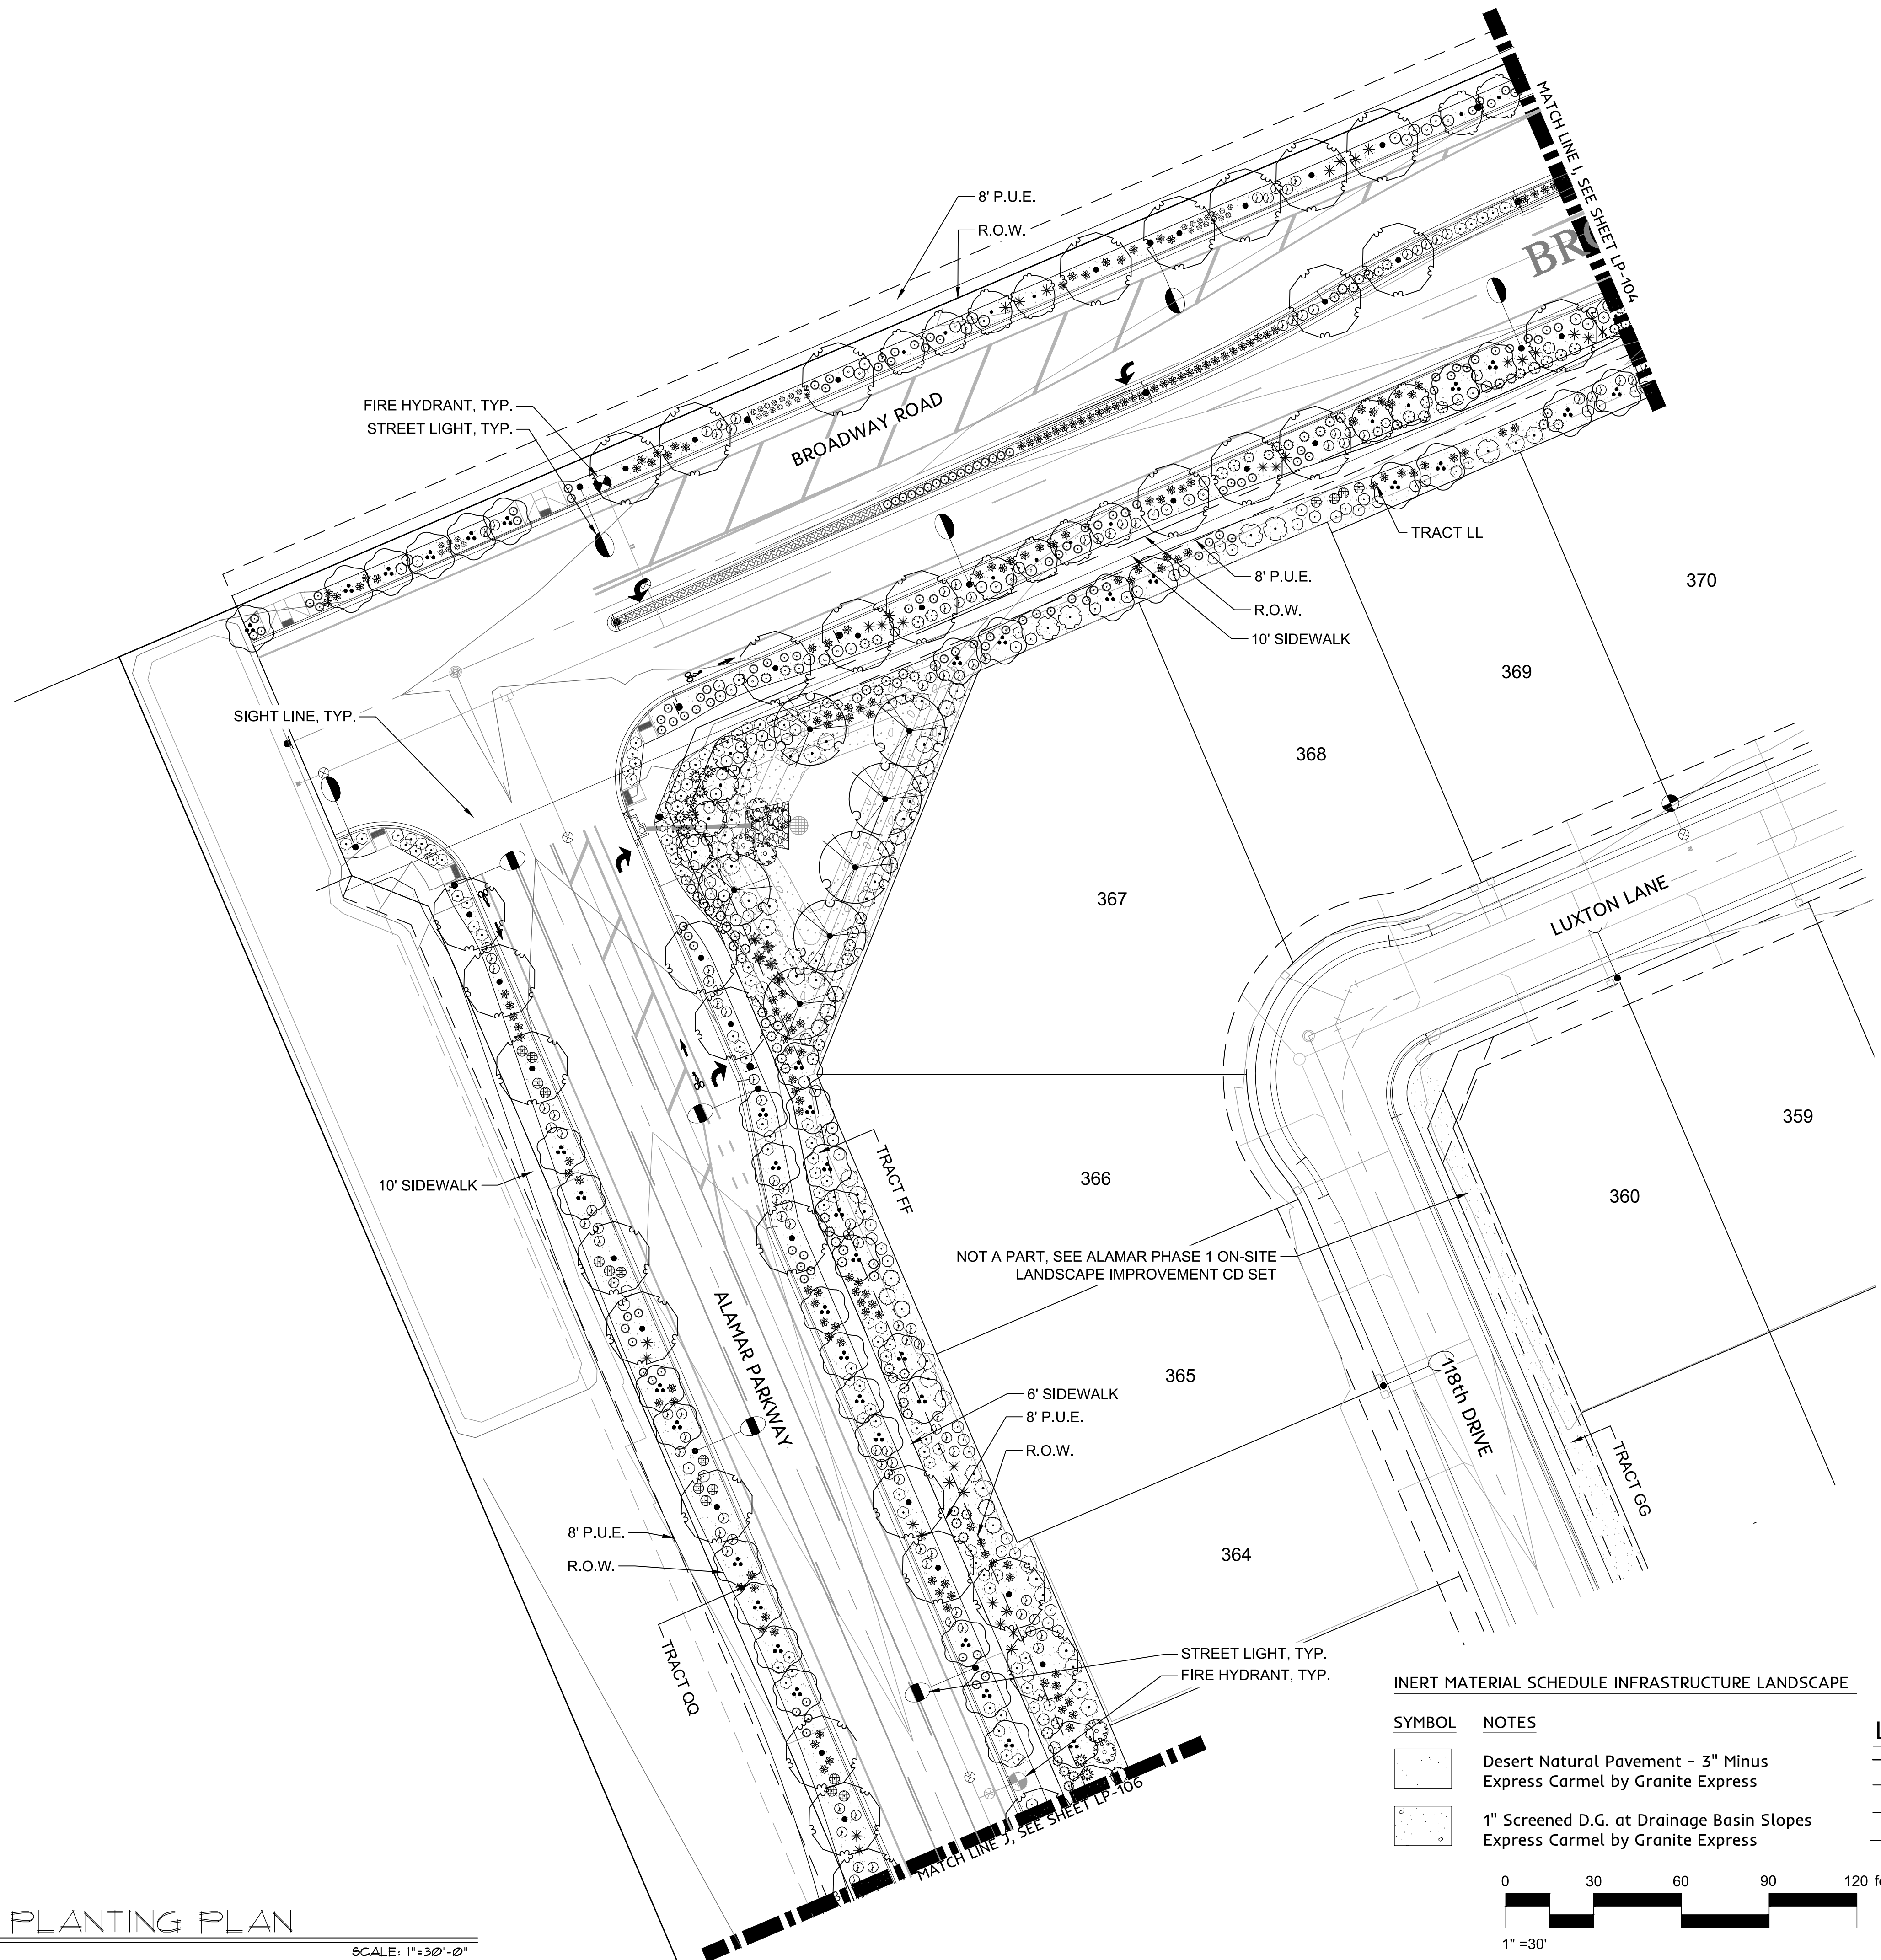 MATCH LINE I, SEE SHEET LP-104
8' P.U.E.
R.O.W.
BRO
FIRE HYDRANT, TYP.
STREET LIGHT, TYP.
BROADWAY ROAD
TRACT LL
8' P.U.E.
R.O.W.
10' SIDEWALK
370
369
368
SIGHT LINE, TYP.
367
LUXTON LANE
359
TRACT FF
366
360
10' SIDEWALK
NOT A PART, SEE ALAMAR PHASE 1 ON-SITE
LANDSCAPE IMPROVEMENT CD SET
ALAMAR PARKWAY
365
118th DRIVE
6' SIDEWALK
8' P.U.E.
R.O.W.
TRACT GG
8' P.U.E.
R.O.W.
364
TRACT QQ
STREET LIGHT, TYP.
FIRE HYDRANT, TYP.
MATCH LINE J, SEE SHEET LP-106
INERT MATERIAL SCHEDULE INFRASTRUCTURE LANDSCAPE
SYMBOL NOTES
Desert Natural Pavement - 3" Minus
Express Carmel by Granite Express
1" Screened D.G. at Drainage Basin Slopes
Express Carmel by Granite Express
0 30 60 90 120
1" =30'
PLANTING PLAN
SCALE: 1"=30'-0"